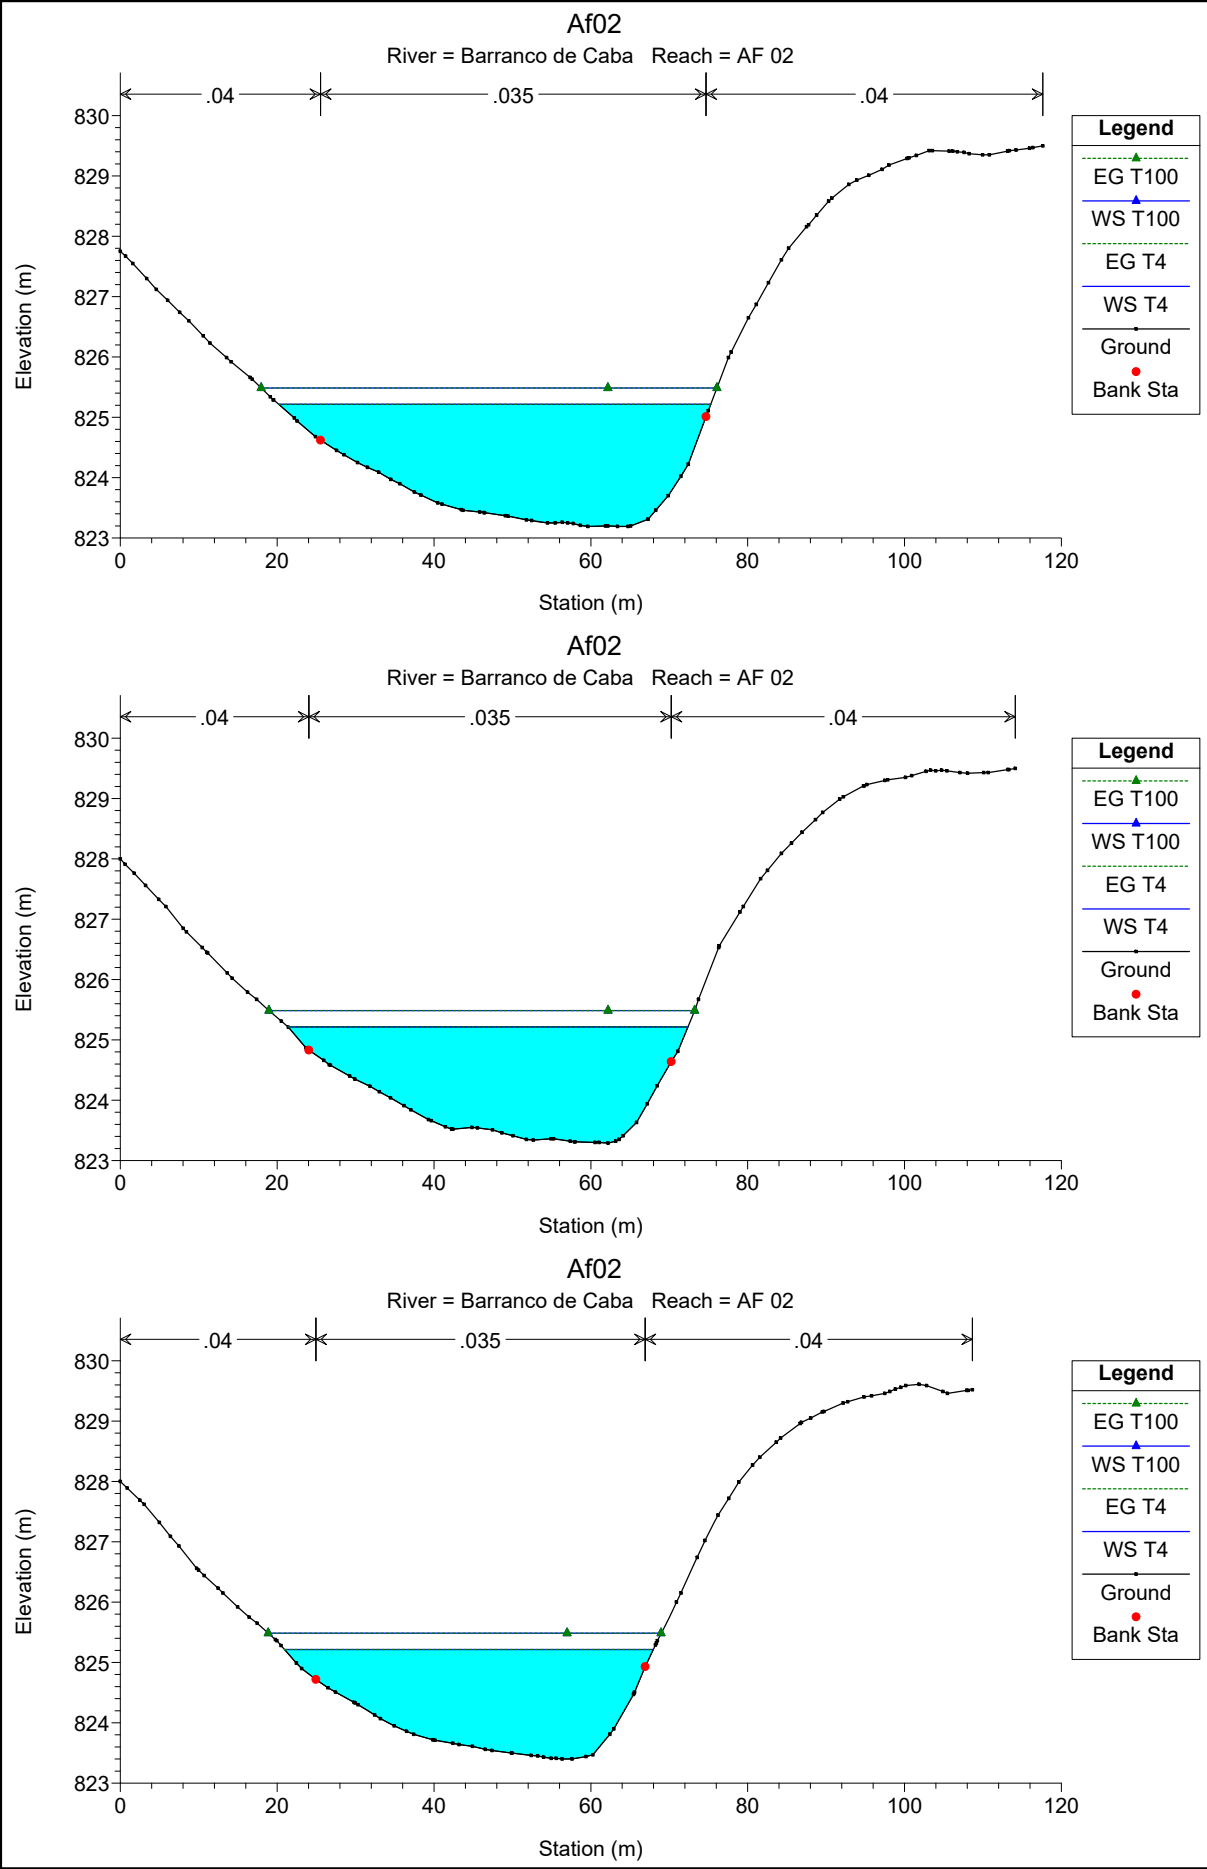 Af02
River = Barranco de Caba   Reach = AF 02
.04
.035
.04
830
829
828
827
826
825
824
823
Elevation (m)
0
20
40
60
80
100
120
Station (m)
Legend
EG T100
WS T100
EG T4
WS T4
Ground
Bank Sta
Af02
River = Barranco de Caba   Reach = AF 02
.04
.035
.04
830
829
828
827
826
825
824
823
Elevation (m)
0
20
40
60
80
100
120
Station (m)
Legend
EG T100
WS T100
EG T4
WS T4
Ground
Bank Sta
Af02
River = Barranco de Caba   Reach = AF 02
.04
.035
.04
830
829
828
827
826
825
824
823
Elevation (m)
0
20
40
60
80
100
120
Station (m)
Legend
EG T100
WS T100
EG T4
WS T4
Ground
Bank Sta